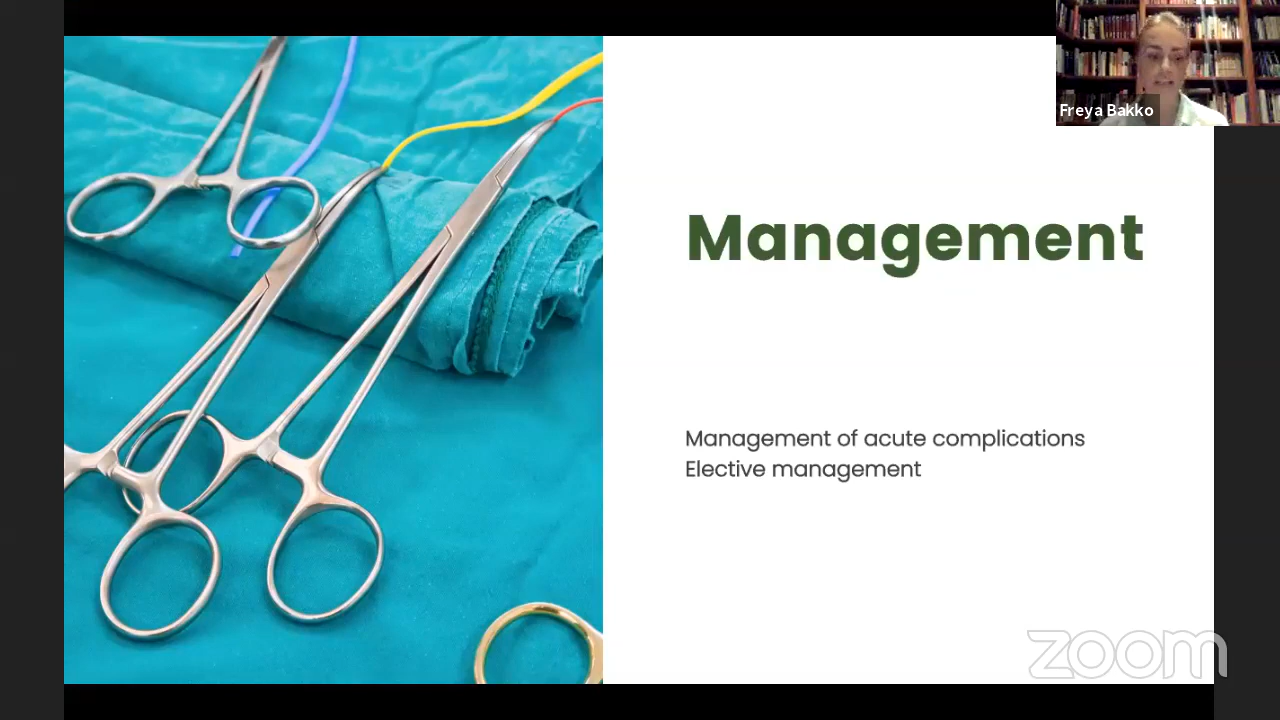 Freya Bakko
Management
Management of acute complications
Elective management
zoom